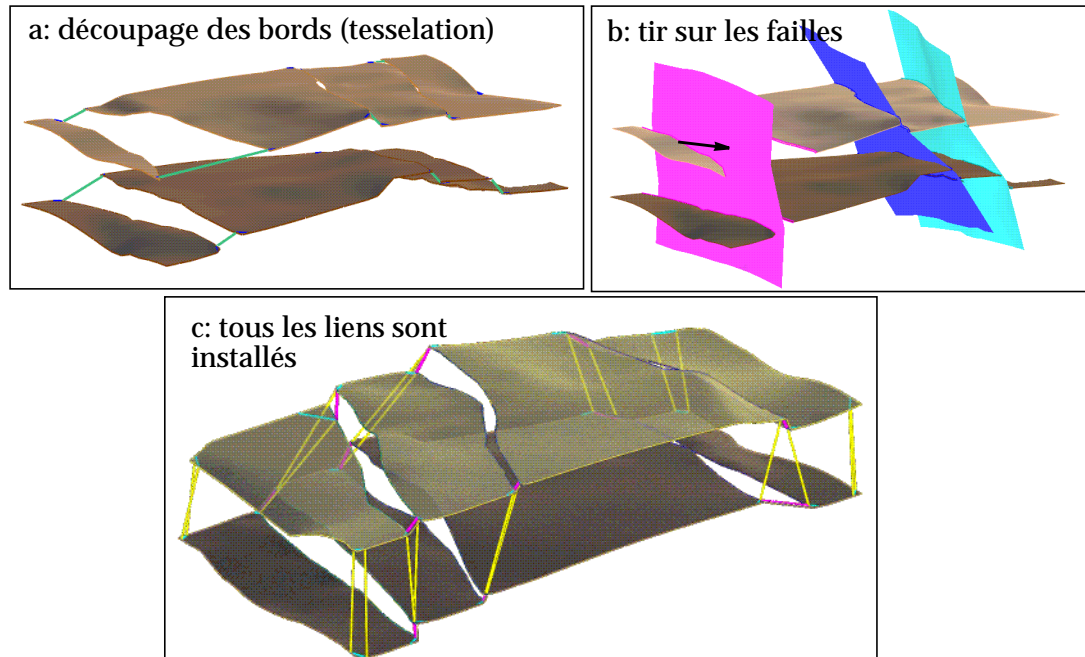 a: découpage des bords (tesselation)
b: tir sur les failles
c: tous les liens sont
installés